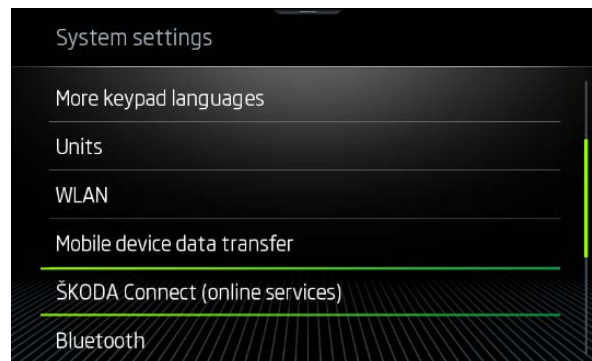 System settings
More keypad languages
Units
WLAN
Mobile device data transfer
ŠKODA Connect (online services)
Bluetooth